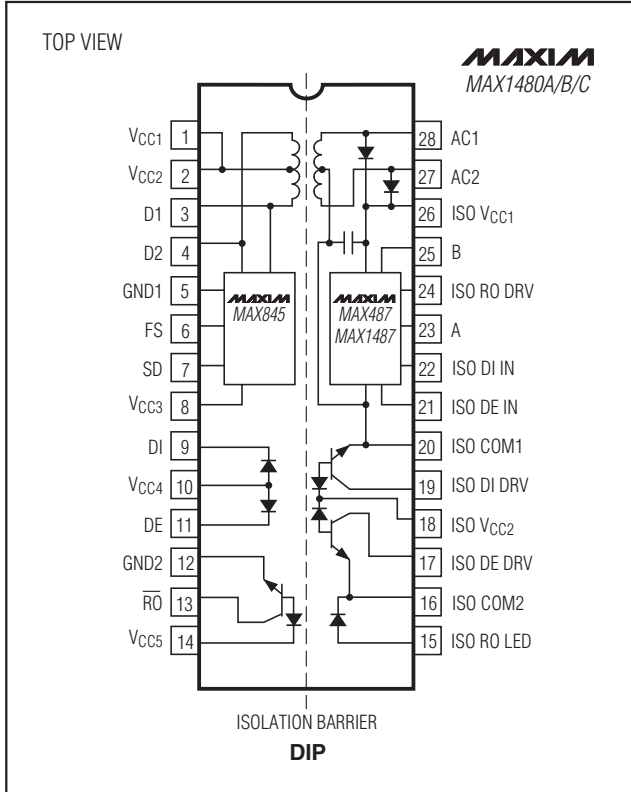 TOP VIEW
MAXIM
MAX1480A/B/C
VCC1 1
VCC2 2
D1 3
D2 4
GND1 5
FS 6
SD 7
VCC3 8
DI 9
VCC4 10
DE 11
GND2 12
RO 13
VCC5 14
MAXIM
MAX845
MAXIM
MAX487
MAX1487
28 AC1
27 AC2
26 ISO VCC1
25 B
24 ISO RO DRV
23 A
22 ISO DI IN
21 ISO DE IN
20 ISO COM1
19 ISO DI DRV
18 ISO VCC2
17 ISO DE DRV
16 ISO COM2
15 ISO RO LED
ISOLATION BARRIER
DIP